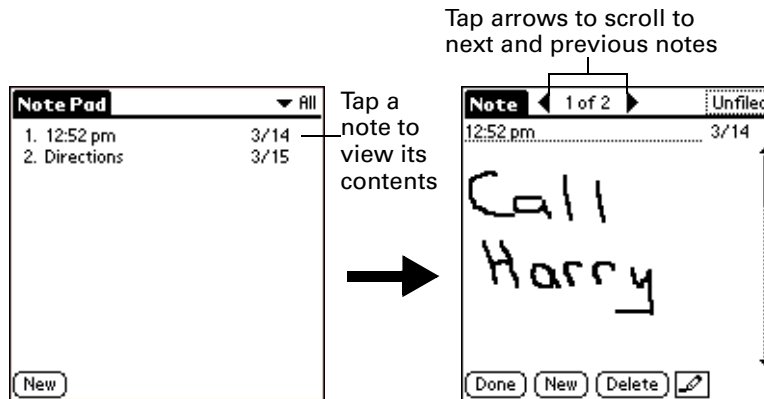 Tap arrows to scroll to
next and previous notes
Note Pad All
1. 12:52 pm 3/14
2. Directions 3/15
New
Tap a
note to
view its
contents
Note 1 of 2 Unfiled
12:52 pm 3/14
Call
Harry
Done New Delete